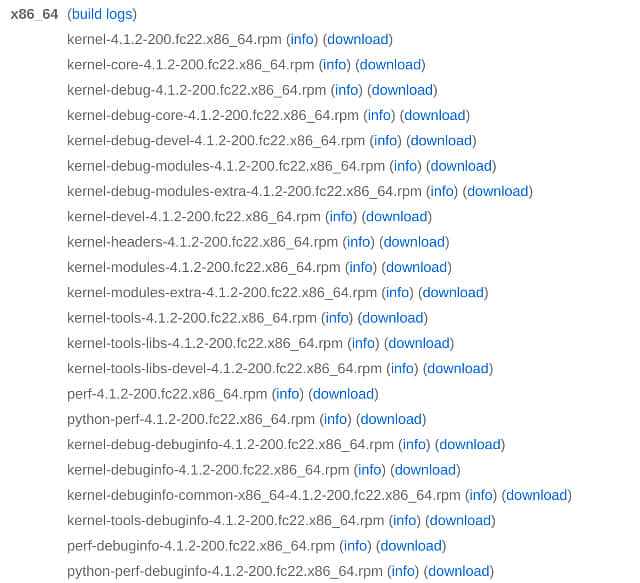 x86_64 (build logs)
kernel-4.1.2-200.fc22.x86_64.rpm (info) (download)
kernel-core-4.1.2-200.fc22.x86_64.rpm (info) (download)
kernel-debug-4.1.2-200.fc22.x86_64.rpm (info) (download)
kernel-debug-core-4.1.2-200.fc22.x86_64.rpm (info) (download)
kernel-debug-devel-4.1.2-200.fc22.x86_64.rpm (info) (download)
kernel-debug-modules-4.1.2-200.fc22.x86_64.rpm (info) (download)
kernel-debug-modules-extra-4.1.2-200.fc22.x86_64.rpm (info) (download)
kernel-devel-4.1.2-200.fc22.x86_64.rpm (info) (download)
kernel-headers-4.1.2-200.fc22.x86_64.rpm (info) (download)
kernel-modules-4.1.2-200.fc22.x86_64.rpm (info) (download)
kernel-modules-extra-4.1.2-200.fc22.x86_64.rpm (info) (download)
kernel-tools-4.1.2-200.fc22.x86_64.rpm (info) (download)
kernel-tools-libs-4.1.2-200.fc22.x86_64.rpm (info) (download)
kernel-tools-libs-devel-4.1.2-200.fc22.x86_64.rpm (info) (download)
perf-4.1.2-200.fc22.x86_64.rpm (info) (download)
python-perf-4.1.2-200.fc22.x86_64.rpm (info) (download)
kernel-debug-debuginfo-4.1.2-200.fc22.x86_64.rpm (info) (download)
kernel-debuginfo-4.1.2-200.fc22.x86_64.rpm (info) (download)
kernel-debuginfo-common-x86_64-4.1.2-200.fc22.x86_64.rpm (info) (download)
kernel-tools-debuginfo-4.1.2-200.fc22.x86_64.rpm (info) (download)
perf-debuginfo-4.1.2-200.fc22.x86_64.rpm (info) (download)
python-perf-debuginfo-4.1.2-200.fc22.x86_64.rpm (info) (download)